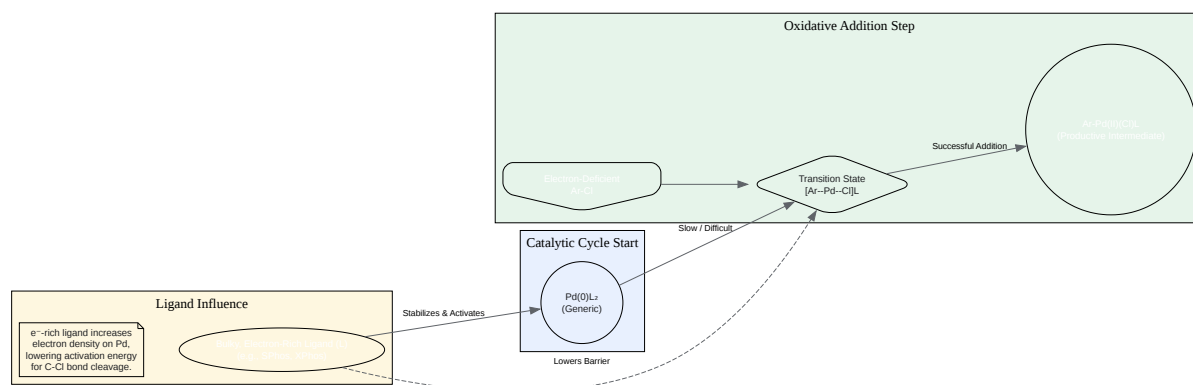 Oxidative Addition Step
(Productive Intermediate)
Successful Addition
Electron-Deficient
Ar-Cl
Transition State
[Ar--Pd--Cl]L
Slow / Difficult
Catalytic Cycle Start
Pd(0)L₂
(Generic)
Lowers Barrier
Ligand Influence
Stabilizes & Activates
e⁻-rich ligand increases
electron density on Pd,
lowering activation energy
for C-Cl bond cleavage.